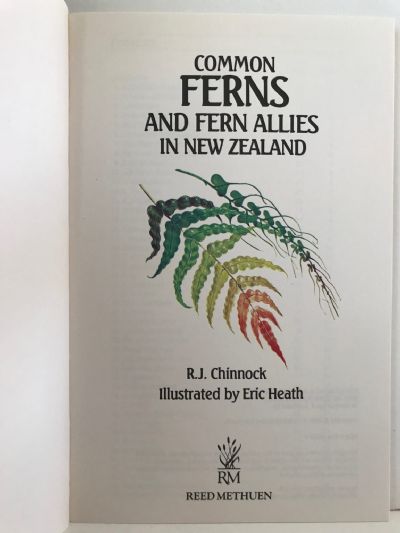 COMMON
FERNS
AND FERN ALLIES
IN NEW ZEALAND
R.J. Chinnock
Illustrated by Eric Heath
RM
REED METHUEN